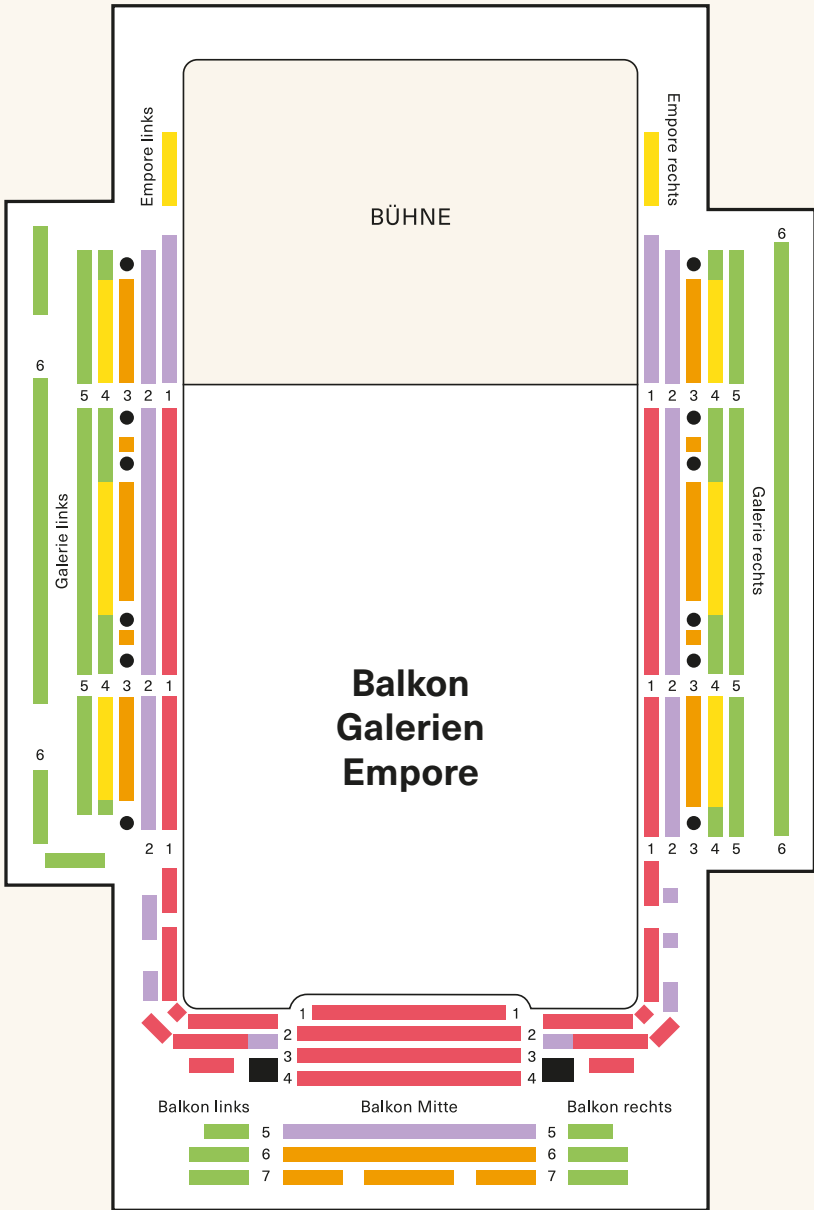 Empore links
Empore rechts
BÜHNE
6
6
5 4 3 2 1
1 2 3 4 5
Galerie links
Galerie rechts
5 4 3 2 1
1 2 3 4 5
Balkon
Galerien
Empore
6
2 1
1 2 3 4 5 6
1 1
2 2
3 3
4 4
Balkon links Balkon Mitte Balkon rechts
5 5
6 6
7 7